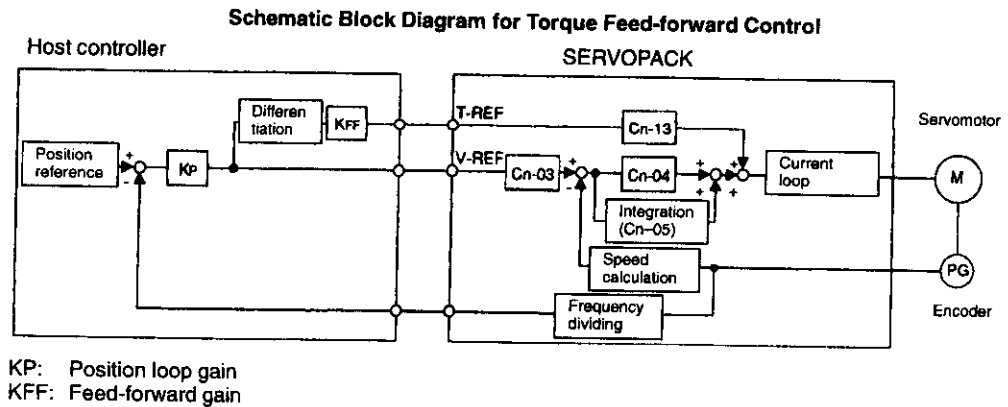 Schematic Block Diagram for Torque Feed-forward Control
Host controller
SERVOPACK
Differen
tiation
KFF
T-REF
Cn-13
Servomotor
Position
reference
+
-
KP
V-REF
Cn-03
+
-
Cn-04
+
+
+
+
Current
loop
M
Integration
(Cn–05)
Speed
calculation
PG
Frequency
dividing
Encoder
KP: Position loop gain
KFF: Feed-forward gain